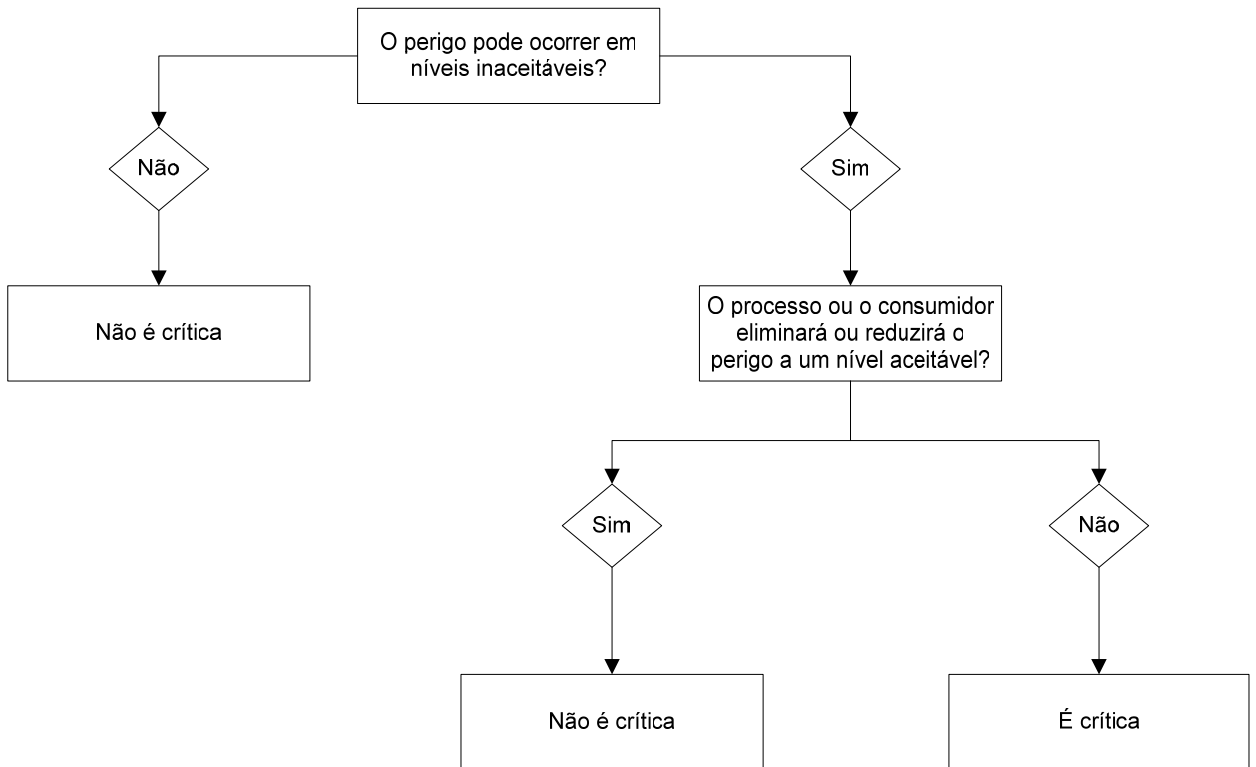 O perigo pode ocorrer em
níveis inaceitáveis?
Não
Sim
Não é crítica
O processo ou o consumidor
eliminará ou reduzirá o
perigo a um nível aceitável?
Sim
Não
Não é crítica
É crítica